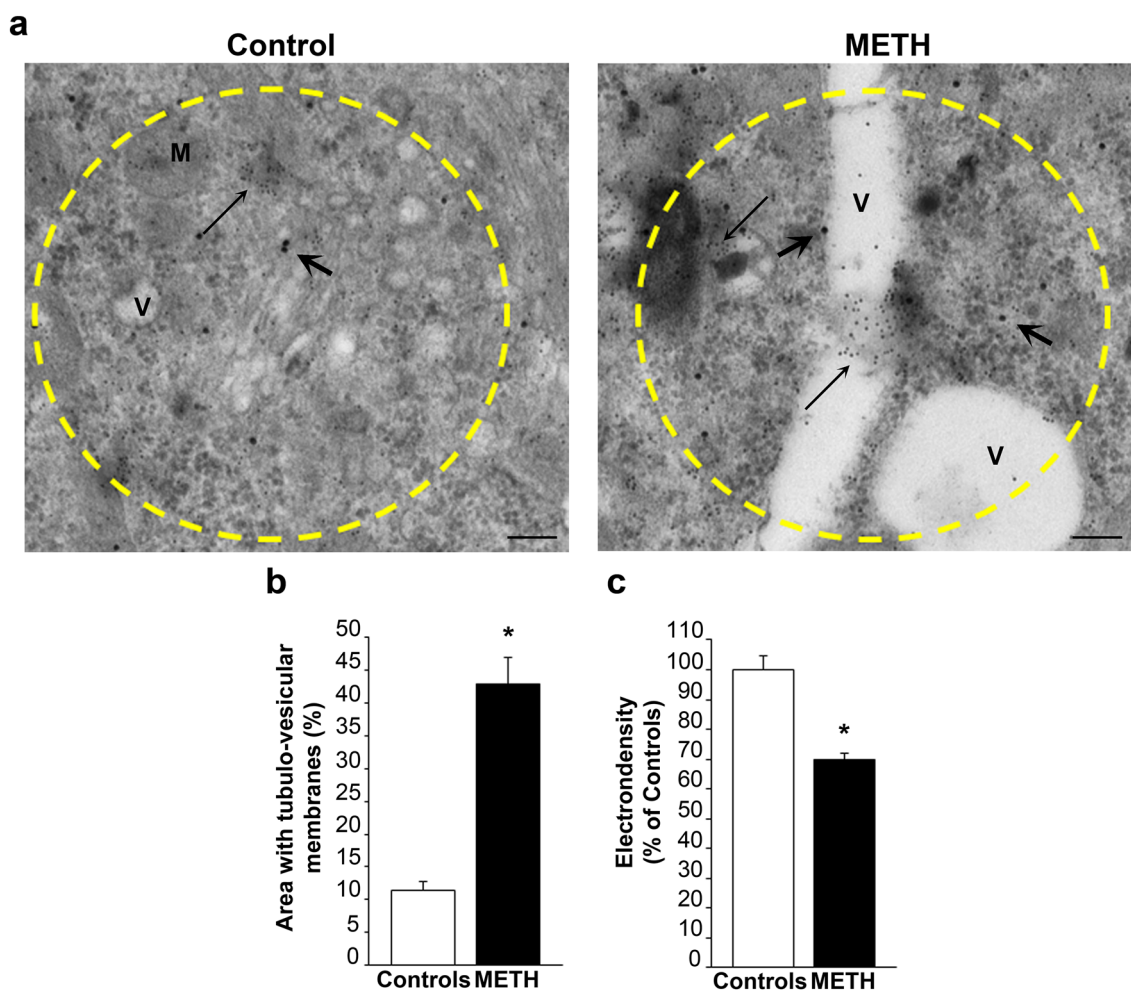 a
Control
METH
M
V
V
V
b
c
Area with tubulo-vesicular
membranes (%)
50
45
40
35
30
25
20
15
10
5
0
*
Controls METH
Electrondensity
(% of Controls)
110
100
90
80
70
60
50
40
30
20
10
0
*
Controls METH